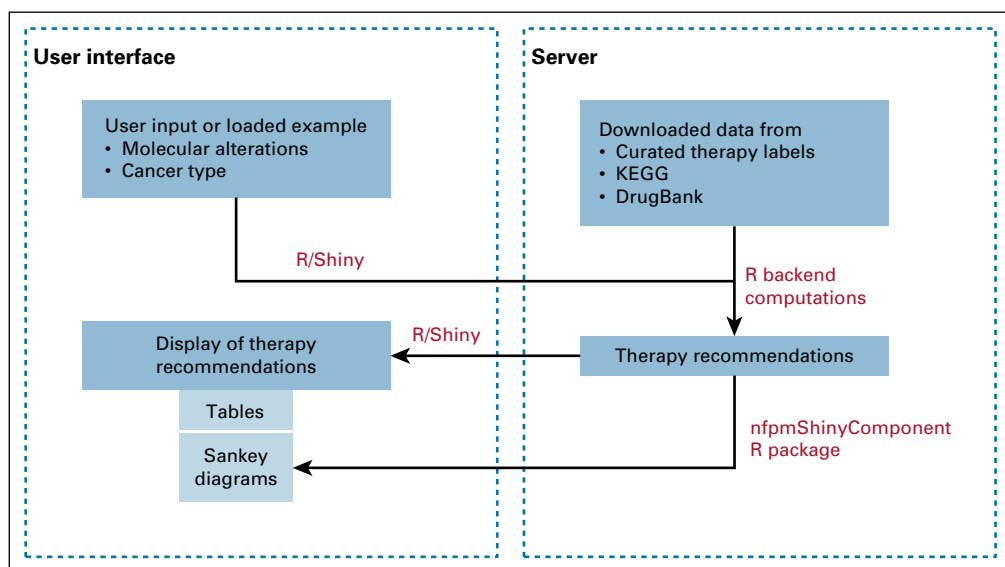 User interface
User input or loaded example
• Molecular alterations
• Cancer type
R/Shiny
Display of therapy
recommendations
Tables
Sankey
diagrams
R/Shiny
Server
Downloaded data from
• Curated therapy labels
• KEGG
• DrugBank
R backend
computations
Therapy recommendations
nfpmShinyComponent
R package